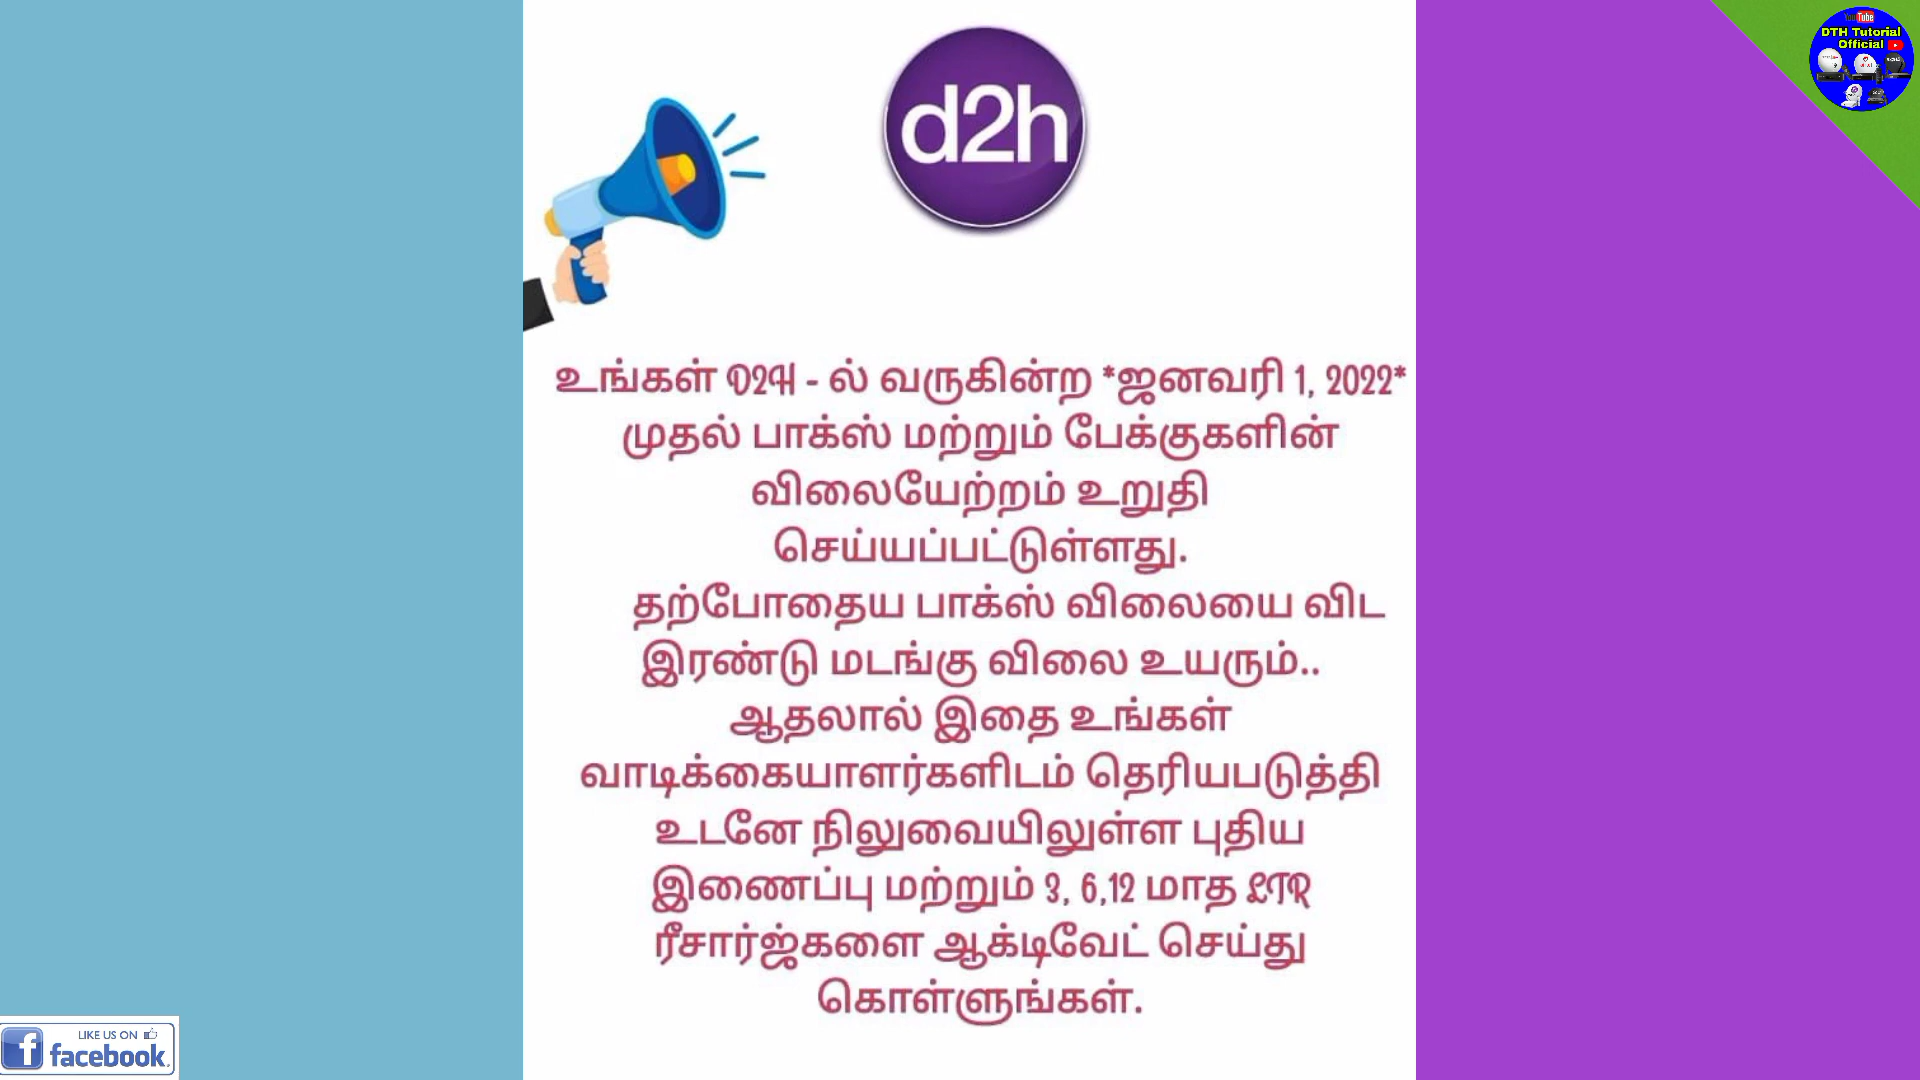 d2h
YouTube
DTH Tutorial
Official
உங்கள் D2H - ல் வருகின்ற *ஜனவரி 1, 2022*
முதல் பாக்ஸ் மற்றும் பேக்குகளின்
விலையேற்றம் உறுதி
செய்யப்பட்டுள்ளது.
தற்போதைய பாக்ஸ் விலையை விட
இரண்டு மடங்கு விலை உயரும்..
ஆதலால் இதை உங்கள்
வாடிக்கையாளர்களிடம் தெரியபடுத்தி
உடனே நிலுவையிலுள்ள புதிய
இணைப்பு மற்றும் 3, 6,12 மாத LTR
ரீசார்ஜ்களை ஆக்டிவேட் செய்து
கொள்ளுங்கள்.
LIKE US ON
f facebook.